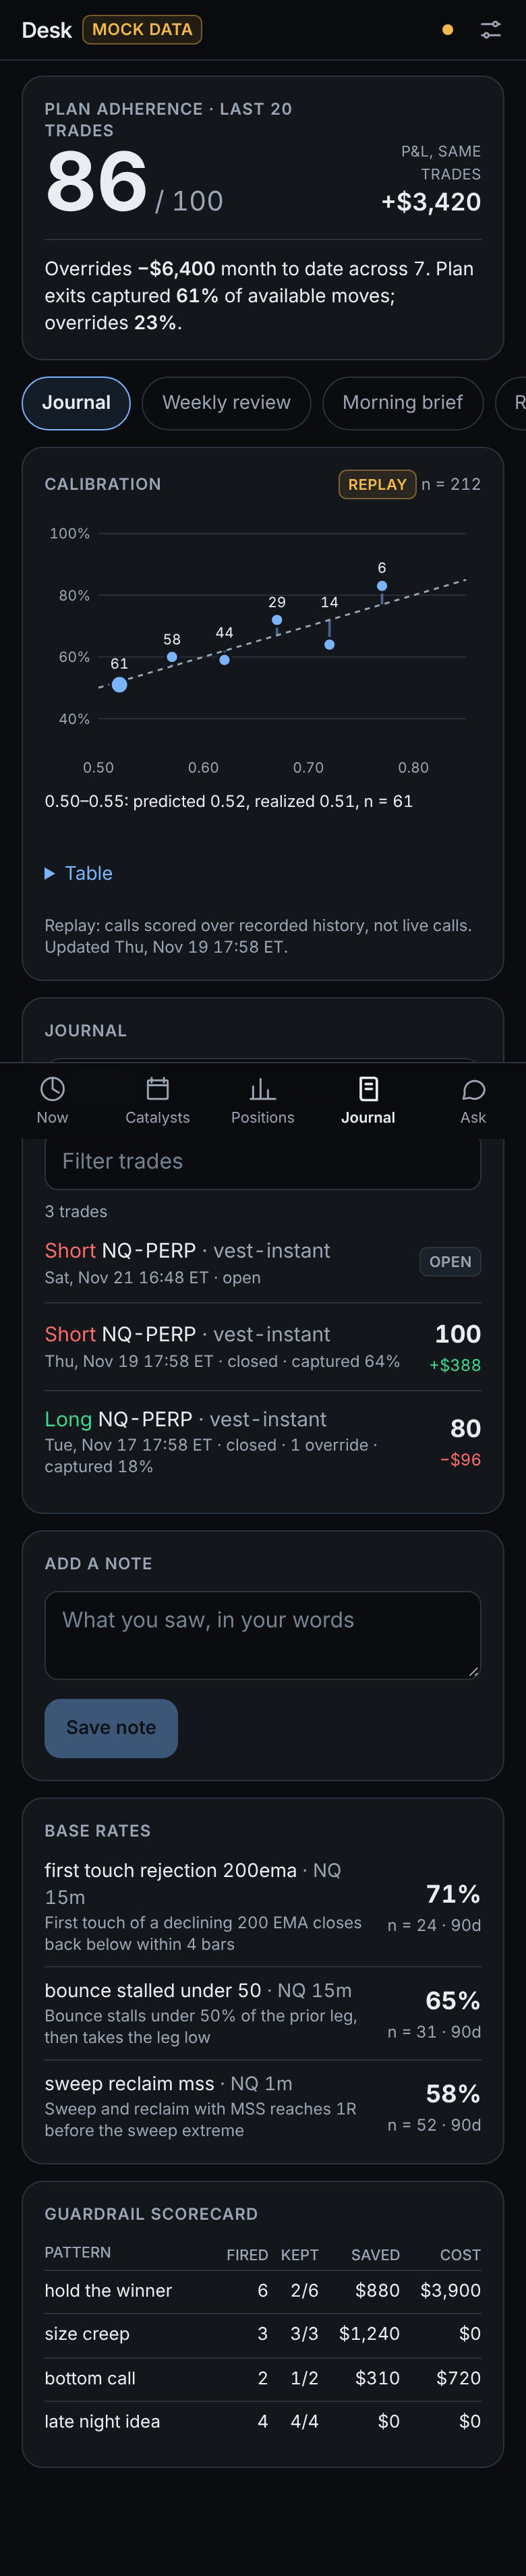 Desk MOCK DATA
PLAN ADHERENCE · LAST 20
TRADES
86 / 100
P&L, SAME
TRADES
+$3,420
Overrides −$6,400 month to date across 7. Plan
exits captured 61% of available moves;
overrides 23%.
Journal Weekly review Morning brief R
CALIBRATION REPLAY n = 212
100%
80%
60%
40%
61 58 44 29 14 6
0.50 0.60 0.70 0.80
0.50–0.55: predicted 0.52, realized 0.51, n = 61
▶ Table
Replay: calls scored over recorded history, not live calls.
Updated Thu, Nov 19 17:58 ET.
JOURNAL
Now Catalysts Positions Journal Ask
Filter trades
3 trades
Short NQ-PERP · vest-instant
Sat, Nov 21 16:48 ET · open
OPEN
Short NQ-PERP · vest-instant
Thu, Nov 19 17:58 ET · closed · captured 64%
100
+$388
Long NQ-PERP · vest-instant
Tue, Nov 17 17:58 ET · closed · 1 override ·
captured 18%
80
−$96
ADD A NOTE
What you saw, in your words
Save note
BASE RATES
first touch rejection 200ema · NQ
15m
First touch of a declining 200 EMA closes
back below within 4 bars
71%
n = 24 · 90d
bounce stalled under 50 · NQ 15m
Bounce stalls under 50% of the prior leg,
then takes the leg low
65%
n = 31 · 90d
sweep reclaim mss · NQ 1m
Sweep and reclaim with MSS reaches 1R
before the sweep extreme
58%
n = 52 · 90d
GUARDRAIL SCORECARD
PATTERN FIRED KEPT SAVED COST
hold the winner 6 2/6 $880 $3,900
size creep 3 3/3 $1,240 $0
bottom call 2 1/2 $310 $720
late night idea 4 4/4 $0 $0